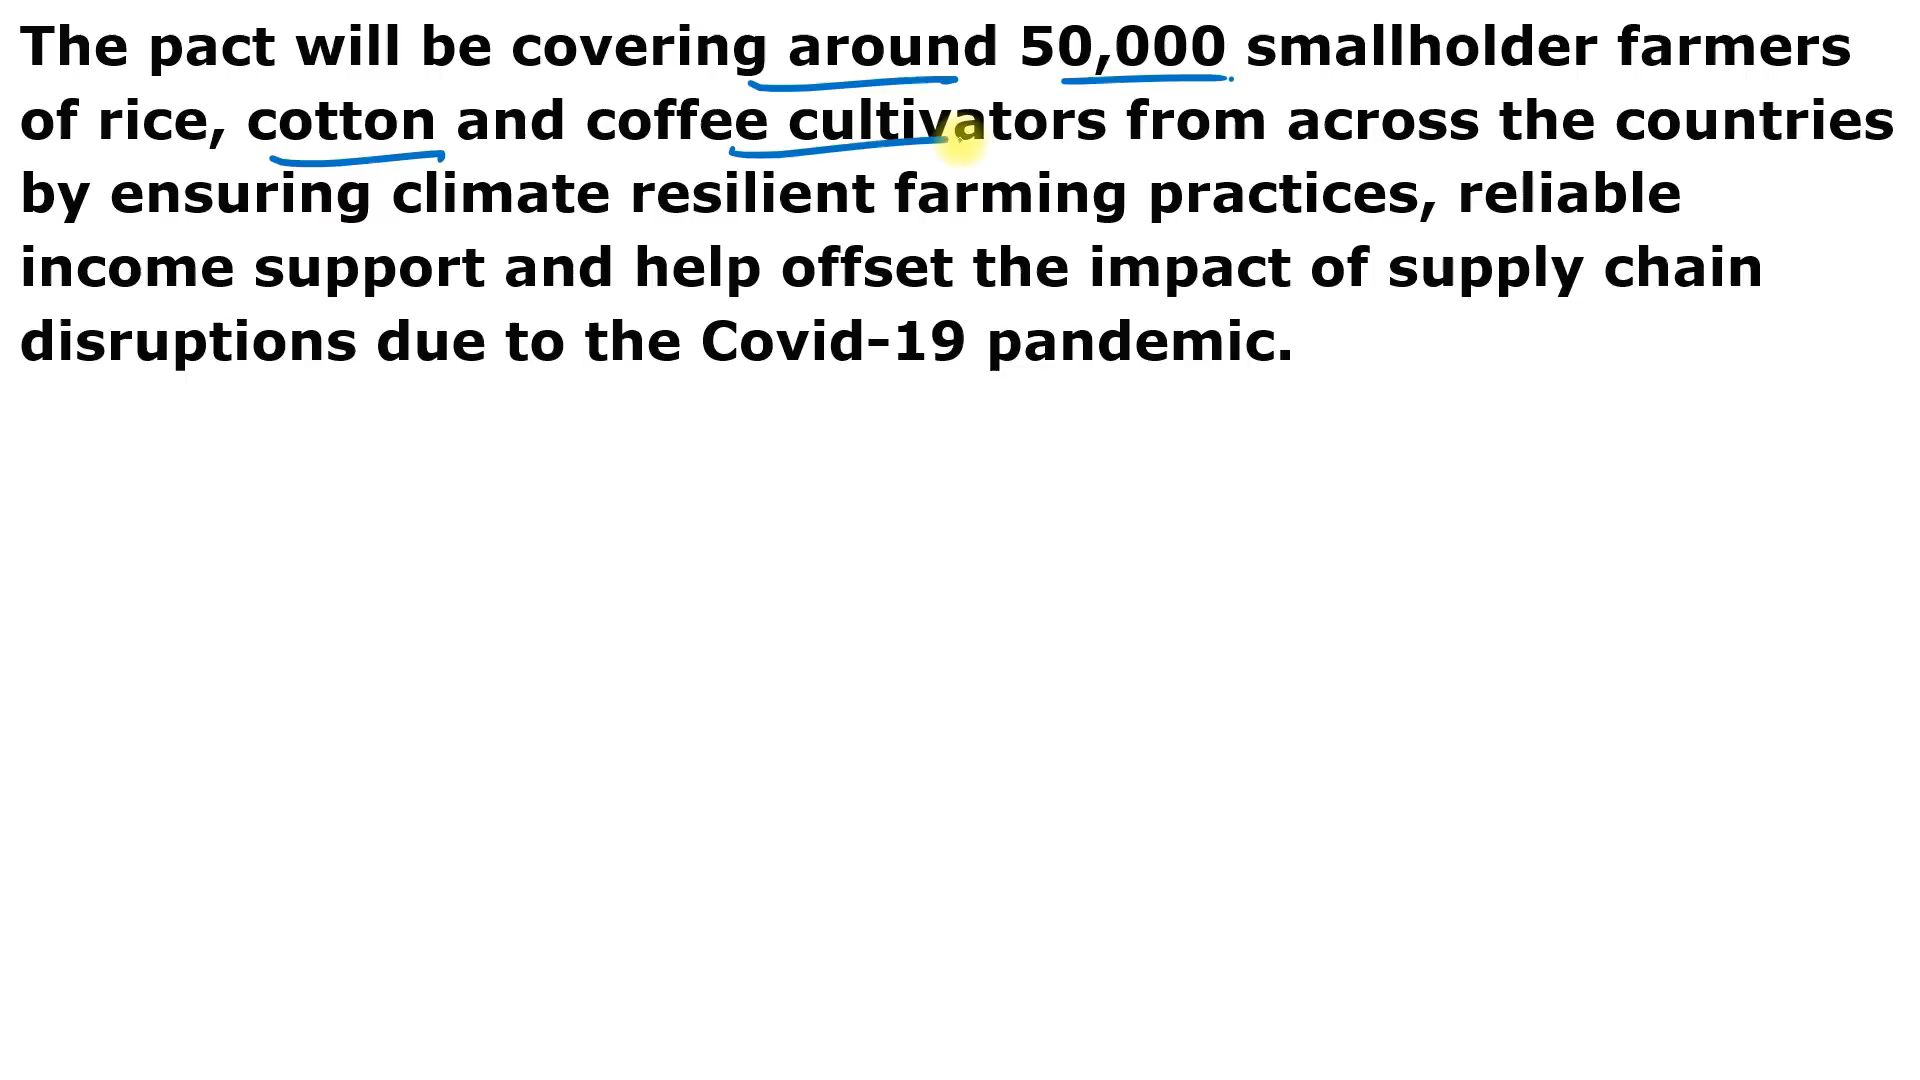 The pact will be covering around 50,000 smallholder farmers
of rice, cotton and coffee cultivators from across the countries
by ensuring climate resilient farming practices, reliable
income support and help offset the impact of supply chain
disruptions due to the Covid-19 pandemic.